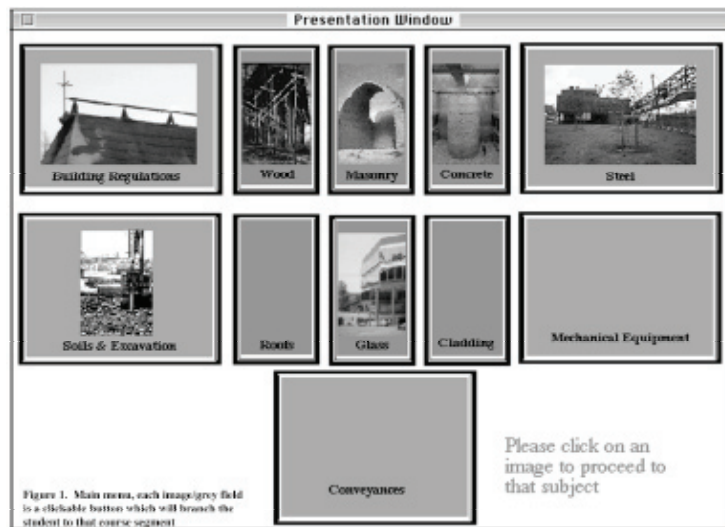 Presentation Window
Building Regulations
Wood
Masonry
Concrete
Steel
Soils & Excavation
Roofs
Glass
Cladding
Mechanical Equipment
Conveyances
Please click on an
image to proceed to
that subject
Figure 1. Main menu, each image/grey field
is a clickable button which will branch the
student to that course segment